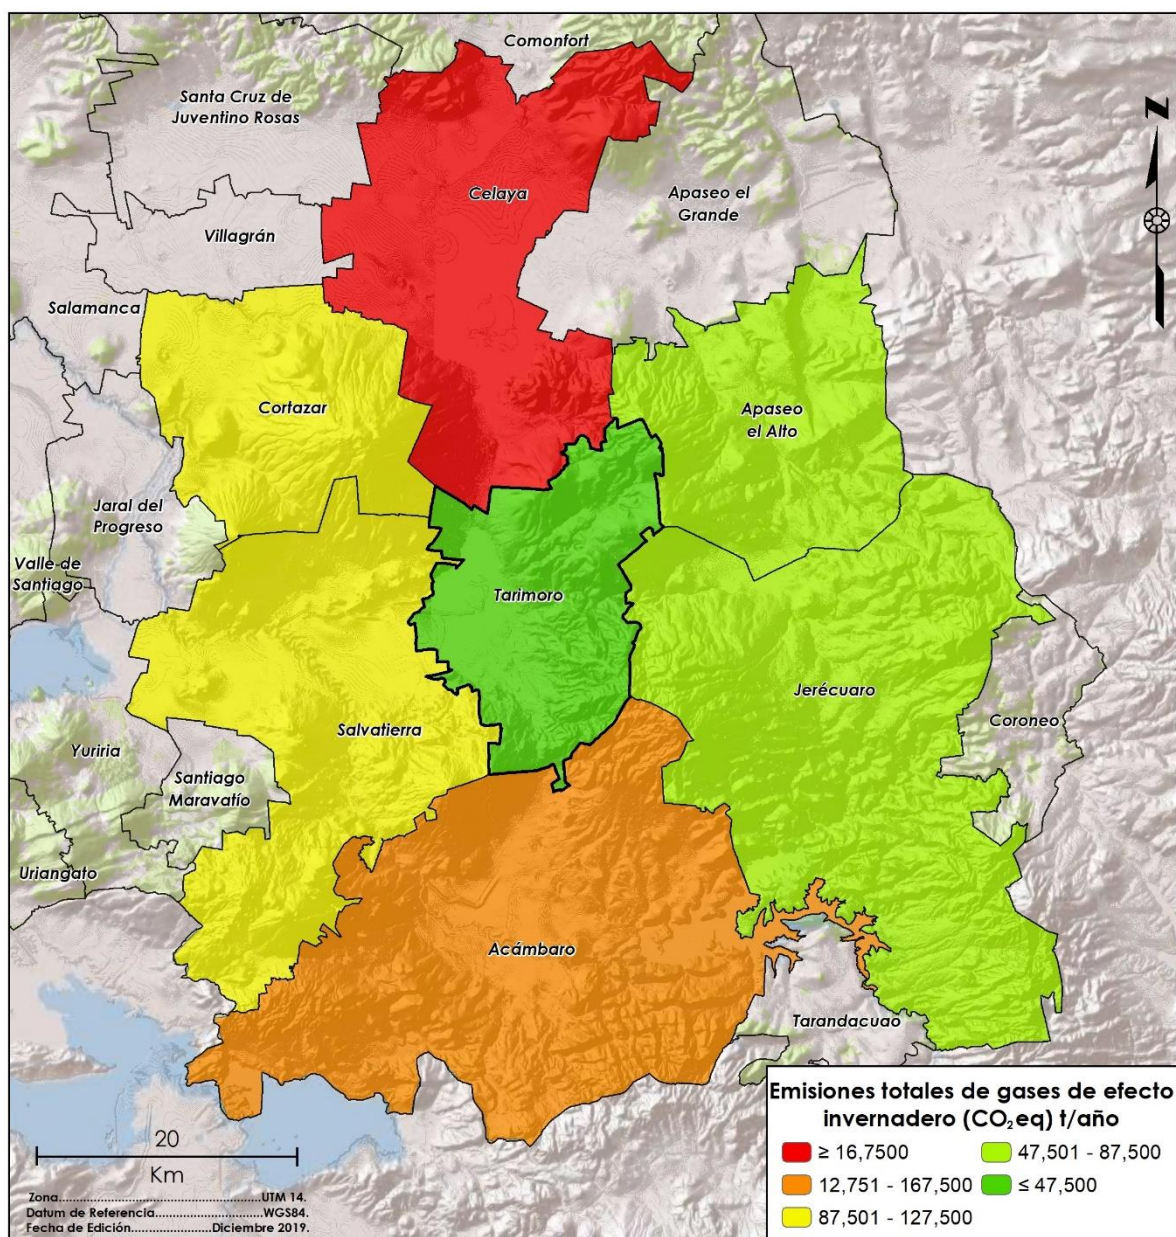 Comonfort
Santa Cruz de
Juventino Rosas
Celaya
Apaseo el
Grande
Villagrán
Salamanca
Cortazar
Apaseo
el Alto
Jaral del
Progreso
Valle de
Santiago
Tarimoro
Jerécuaro
Coroneo
Salvatierra
Yuriria
Santiago
Maravatío
Uriangato
Acámbaro
Tarandacuao
N
20
Km
Zona.....................................................UTM 14.
Datum de Referencia............................WGS84.
Fecha de Edición....................Diciembre 2019.
Emisiones totales de gases de efecto
invernadero (CO₂eq) t/año
≥ 16,7500
47,501 - 87,500
12,751 - 167,500
≤ 47,500
87,501 - 127,500